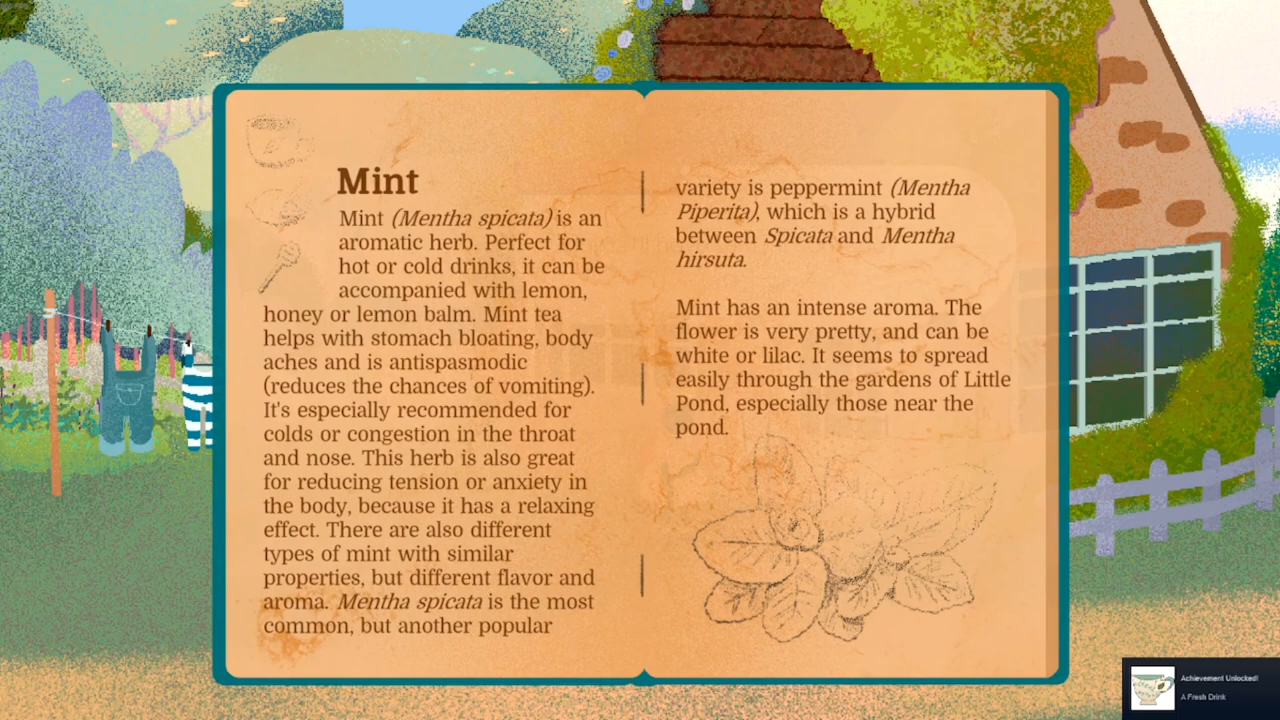 Mint
Mint (Mentha spicata) is an
aromatic herb. Perfect for
hot or cold drinks, it can be
accompanied with lemon,
honey or lemon balm. Mint tea
helps with stomach bloating, body
aches and is antispasmodic
(reduces the chances of vomiting).
It's especially recommended for
colds or congestion in the throat
and nose. This herb is also great
for reducing tension or anxiety in
the body, because it has a relaxing
effect. There are also different
types of mint with similar
properties, but different flavor and
aroma. Mentha spicata is the most
common, but another popular
variety is peppermint (Mentha
Piperita), which is a hybrid
between Spicata and Mentha
hirsuta.
Mint has an intense aroma. The
flower is very pretty, and can be
white or lilac. It seems to spread
easily through the gardens of Little
Pond, especially those near the
pond.
Achievement Unlocked!
A Fresh Drink